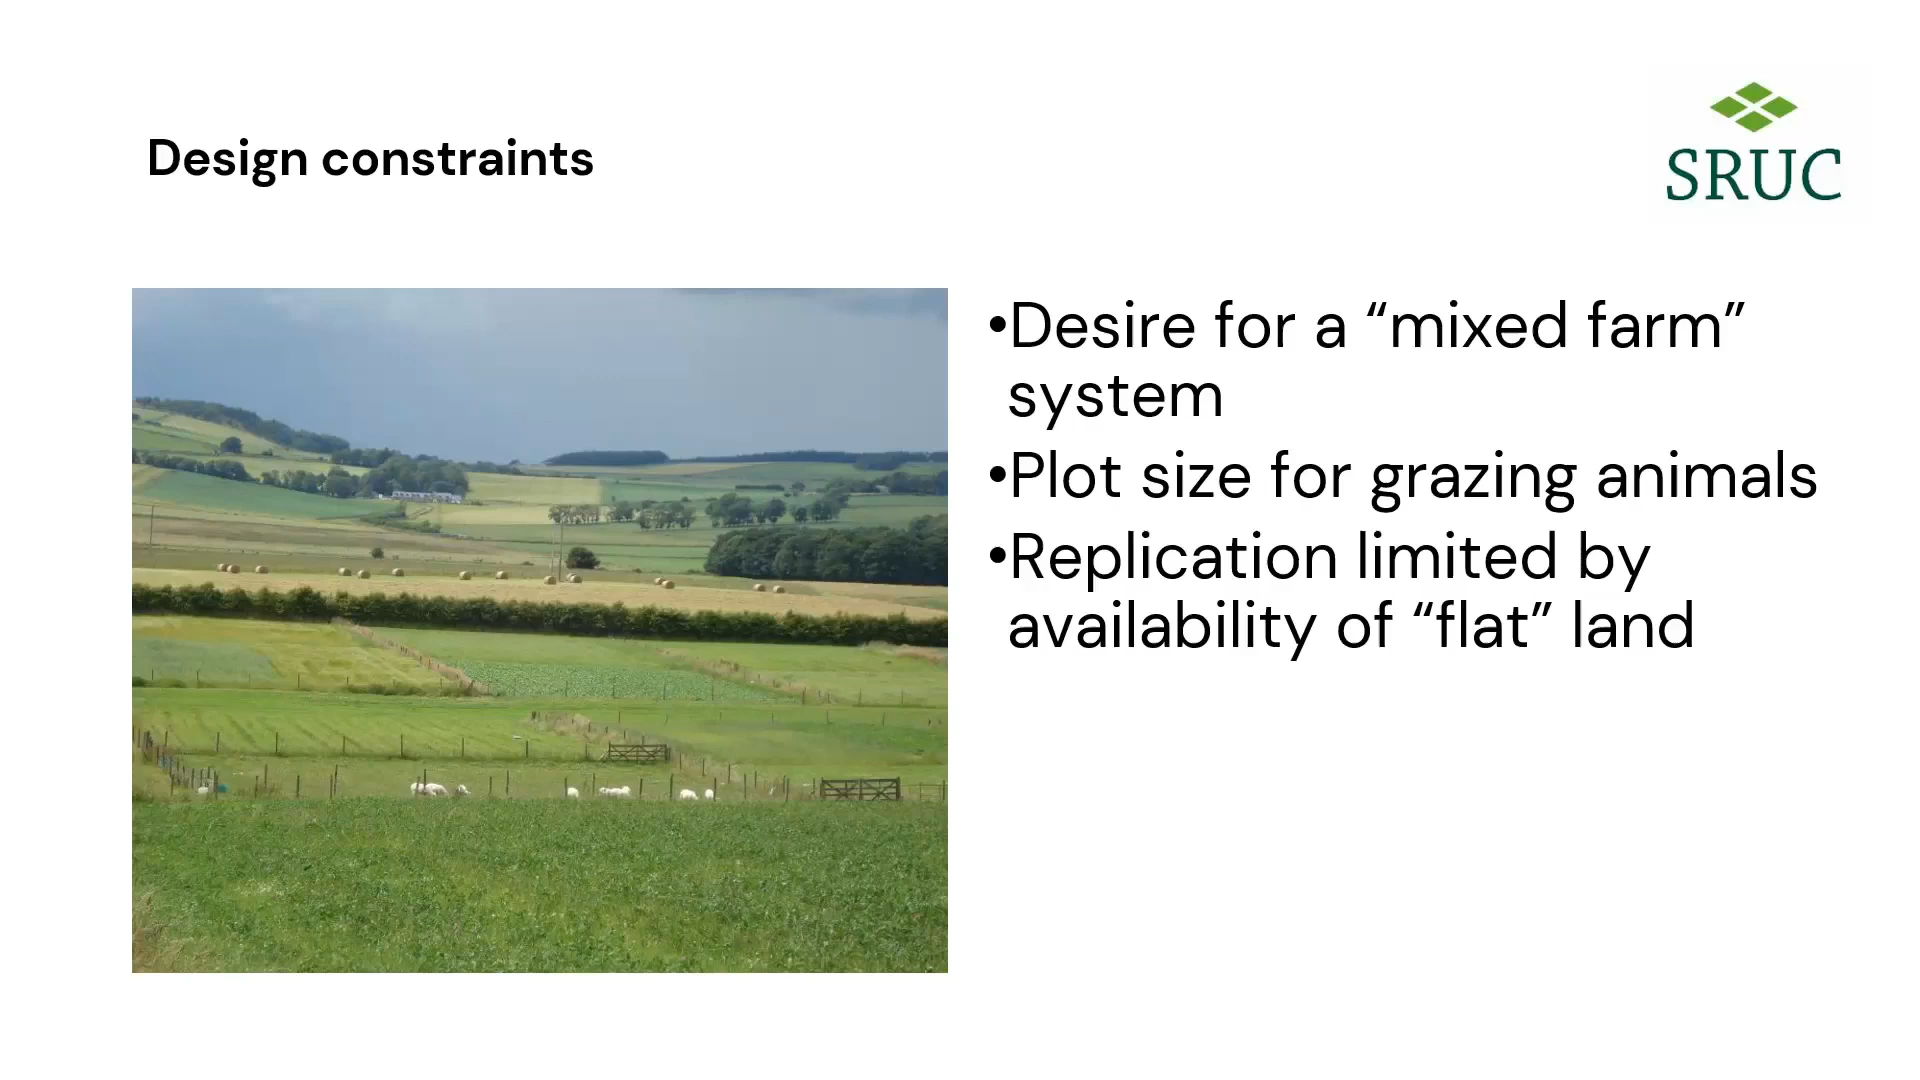 Design constraints
SRUC
•Desire for a “mixed farm”
system
•Plot size for grazing animals
•Replication limited by
availability of “flat” land